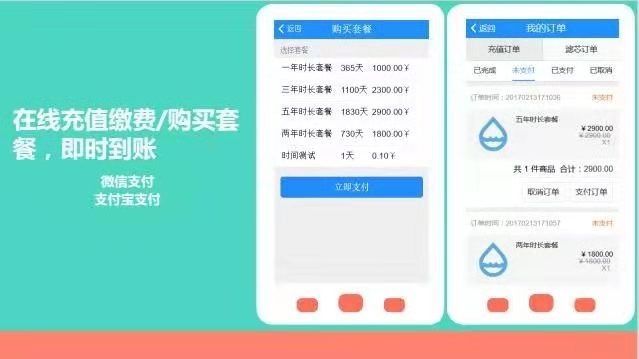 在线充值缴费/购买套
餐，即时到账
微信支付
支付宝支付
返回 购买套餐
选择套餐
一年时长套餐 365天 1000.00￥
三年时长套餐 1100天 2300.00￥
五年时长套餐 1830天 2900.00￥
两年时长套餐 730天 1800.00￥
时间测试 1天 0.10￥
立即支付
返回 我的订单
充值订单 滤芯订单
已完成 未支付 已支付 已取消
订单时间：20170213171036 未支付
五年时长套餐
￥2900.00
￥2900.00
X1
共 1 件商品 合计：2900.00
取消订单 支付订单
订单时间：20170213171057 未支付
两年时长套餐
￥1800.00
￥1800.00
X1